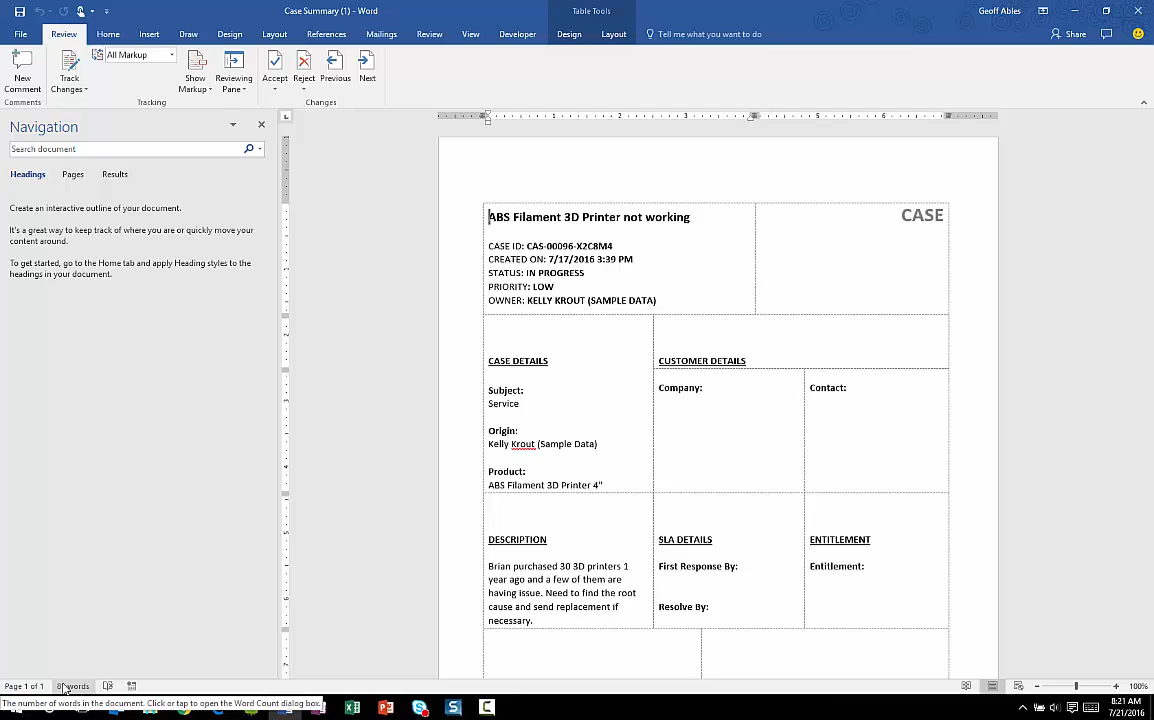 Case Summary (1) - Word
Table Tools
Geoff Ables
File
Review
Home
Insert
Draw
Design
Layout
References
Mailings
Review
View
Developer
Design
Layout
Tell me what you want to do
Share
New Comment
Track Changes
All Markup
Show Markup
Reviewing Pane
Accept
Reject
Previous
Next
Comments
Tracking
Changes
Navigation
Search document
Headings
Pages
Results
Create an interactive outline of your document.
It's a great way to keep track of where you are or quickly move your
content around.
To get started, go to the Home tab and apply Heading styles to the
headings in your document.
1 2 3 5 6
ABS Filament 3D Printer not working
CASE
CASE ID: CAS-00096-X2C8M4
CREATED ON: 7/17/2016 3:39 PM
STATUS: IN PROGRESS
PRIORITY: LOW
OWNER: KELLY KROUT (SAMPLE DATA)
CASE DETAILS
CUSTOMER DETAILS
Subject:
Service
Company:
Contact:
Origin:
Kelly Krout (Sample Data)
Product:
ABS Filament 3D Printer 4"
DESCRIPTION
SLA DETAILS
ENTITLEMENT
Brian purchased 30 3D printers 1
year ago and a few of them are
having issue. Need to find the root
cause and send replacement if
necessary.
First Response By:
Resolve By:
Entitlement:
Page 1 of 1
words
100%
The number of words in the document. Click or tap to open the Word Count dialog box.
8:21 AM
7/21/2016